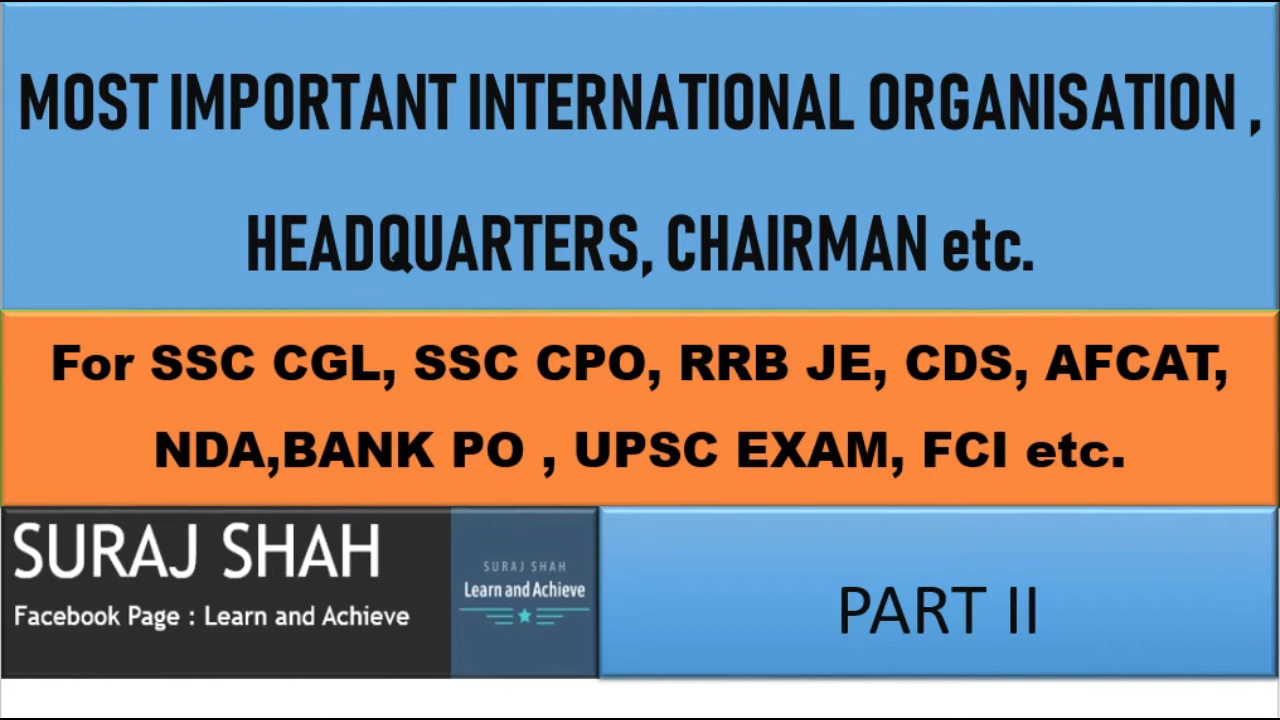 MOST IMPORTANT INTERNATIONAL ORGANISATION ,
HEADQUARTERS, CHAIRMAN etc.
For SSC CGL, SSC CPO, RRB JE, CDS, AFCAT,
NDA,BANK PO , UPSC EXAM, FCI etc.
SURAJ SHAH
Facebook Page : Learn and Achieve
SURAJ SHAH
Learn and Achieve
PART II